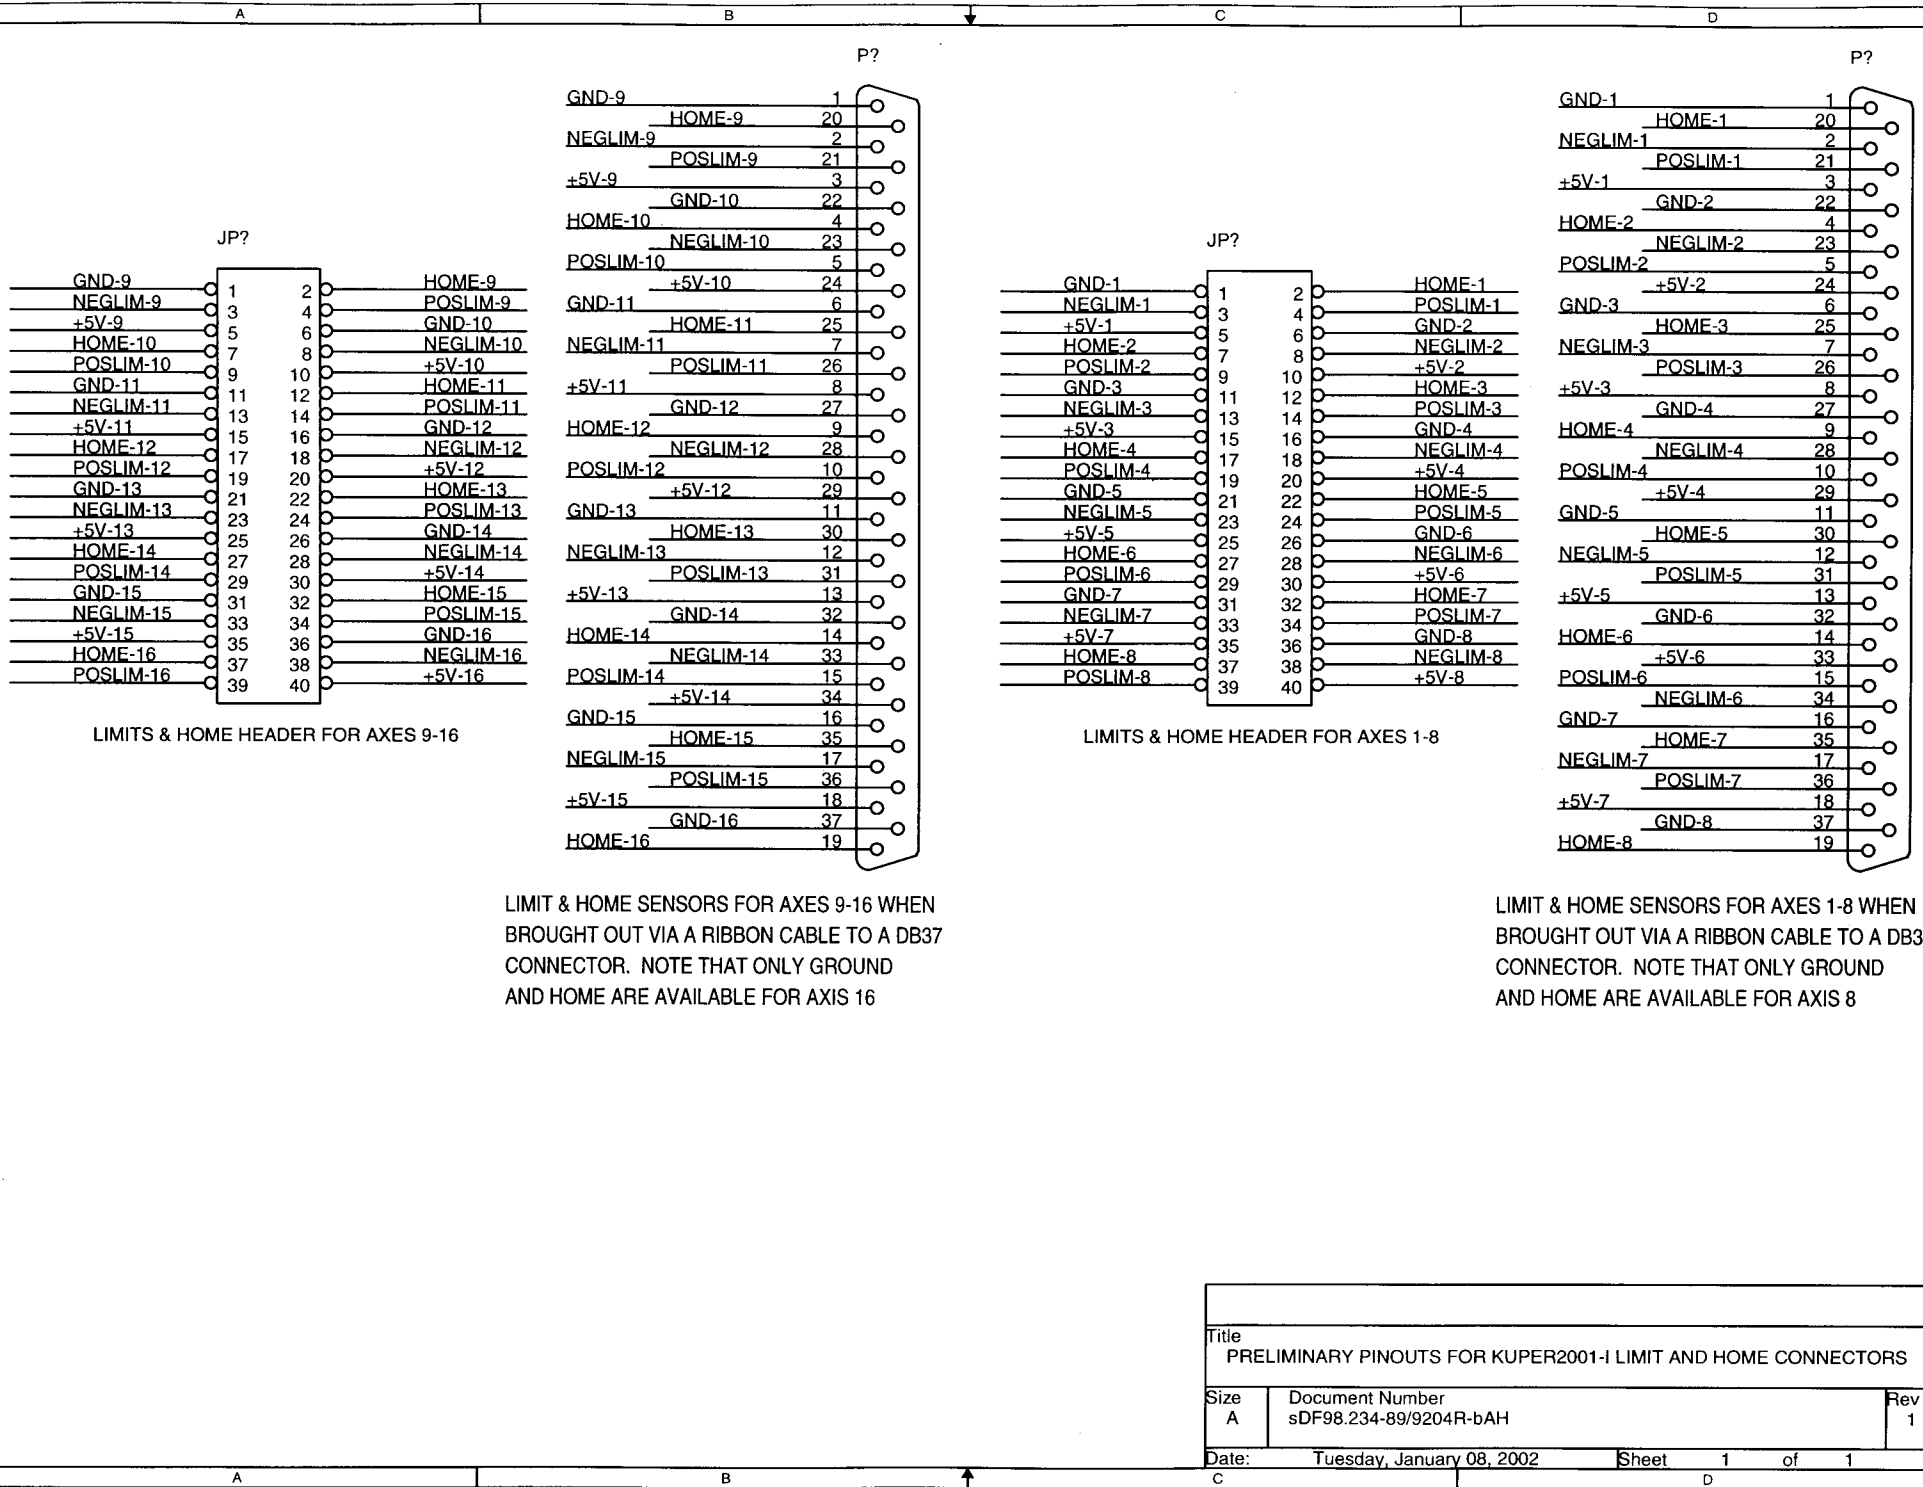 A B C D
P?
GND-9 1
HOME-9 20
NEGLIM-9 2
POSLIM-9 21
+5V-9 3
GND-10 22
HOME-10 4
NEGLIM-10 23
POSLIM-10 5
+5V-10 24
GND-11 6
HOME-11 25
NEGLIM-11 7
POSLIM-11 26
+5V-11 8
GND-12 27
HOME-12 9
NEGLIM-12 28
POSLIM-12 10
+5V-12 29
GND-13 11
HOME-13 30
NEGLIM-13 12
POSLIM-13 31
+5V-13 13
GND-14 32
HOME-14 14
NEGLIM-14 33
POSLIM-14 15
+5V-14 34
GND-15 16
HOME-15 35
NEGLIM-15 17
POSLIM-15 36
+5V-15 18
GND-16 37
HOME-16 19
JP?
GND-9 1 2 HOME-9
NEGLIM-9 3 4 POSLIM-9
+5V-9 5 6 GND-10
HOME-10 7 8 NEGLIM-10
POSLIM-10 9 10 +5V-10
GND-11 11 12 HOME-11
NEGLIM-11 13 14 POSLIM-11
+5V-11 15 16 GND-12
HOME-12 17 18 NEGLIM-12
POSLIM-12 19 20 +5V-12
GND-13 21 22 HOME-13
NEGLIM-13 23 24 POSLIM-13
+5V-13 25 26 GND-14
HOME-14 27 28 NEGLIM-14
POSLIM-14 29 30 +5V-14
GND-15 31 32 HOME-15
NEGLIM-15 33 34 POSLIM-15
+5V-15 35 36 GND-16
HOME-16 37 38 NEGLIM-16
POSLIM-16 39 40 +5V-16
LIMITS & HOME HEADER FOR AXES 9-16
LIMIT & HOME SENSORS FOR AXES 9-16 WHEN
BROUGHT OUT VIA A RIBBON CABLE TO A DB37
CONNECTOR. NOTE THAT ONLY GROUND
AND HOME ARE AVAILABLE FOR AXIS 16
JP?
GND-1 1 2 HOME-1
NEGLIM-1 3 4 POSLIM-1
+5V-1 5 6 GND-2
HOME-2 7 8 NEGLIM-2
POSLIM-2 9 10 +5V-2
GND-3 11 12 HOME-3
NEGLIM-3 13 14 POSLIM-3
+5V-3 15 16 GND-4
HOME-4 17 18 NEGLIM-4
POSLIM-4 19 20 +5V-4
GND-5 21 22 HOME-5
NEGLIM-5 23 24 POSLIM-5
+5V-5 25 26 GND-6
HOME-6 27 28 NEGLIM-6
POSLIM-6 29 30 +5V-6
GND-7 31 32 HOME-7
NEGLIM-7 33 34 POSLIM-7
+5V-7 35 36 GND-8
HOME-8 37 38 NEGLIM-8
POSLIM-8 39 40 +5V-8
LIMITS & HOME HEADER FOR AXES 1-8
P?
GND-1 1
HOME-1 20
NEGLIM-1 2
POSLIM-1 21
+5V-1 3
GND-2 22
HOME-2 4
NEGLIM-2 23
POSLIM-2 5
+5V-2 24
GND-3 6
HOME-3 25
NEGLIM-3 7
POSLIM-3 26
+5V-3 8
GND-4 27
HOME-4 9
NEGLIM-4 28
POSLIM-4 10
+5V-4 29
GND-5 11
HOME-5 30
NEGLIM-5 12
POSLIM-5 31
+5V-5 13
GND-6 32
HOME-6 14
+5V-6 33
POSLIM-6 15
NEGLIM-6 34
GND-7 16
HOME-7 35
NEGLIM-7 17
POSLIM-7 36
+5V-7 18
GND-8 37
HOME-8 19
LIMIT & HOME SENSORS FOR AXES 1-8 WHEN
BROUGHT OUT VIA A RIBBON CABLE TO A DB3
CONNECTOR. NOTE THAT ONLY GROUND
AND HOME ARE AVAILABLE FOR AXIS 8
Title
PRELIMINARY PINOUTS FOR KUPER2001-I LIMIT AND HOME CONNECTORS
Size Document Number Rev
A sDF98.234-89/9204R-bAH 1
Date: Tuesday, January 08, 2002 Sheet 1 of 1
A B C D